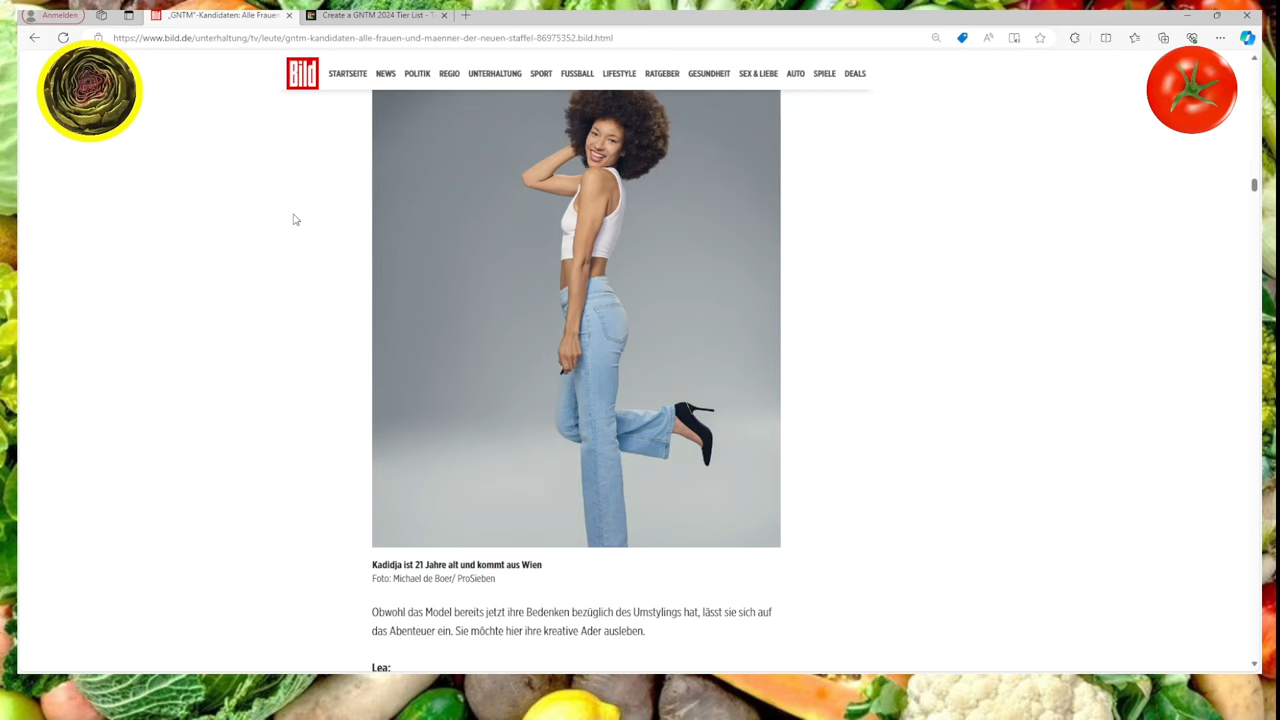 Anmelden
„GNTM"-Kandidaten: Alle Frauen
Create a GNTM 2024 Tier List - T
https://www.bild.de/unterhaltung/tv/leute/gntm-kandidaten-alle-frauen-und-maenner-der-neuen-staffel-86975352.bild.html
Bild
STARTSEITE NEWS POLITIK REGIO UNTERHALTUNG SPORT FUSSBALL LIFESTYLE RATGEBER GESUNDHEIT SEX & LIEBE AUTO SPIELE DEALS
Kadidja ist 21 Jahre alt und kommt aus Wien
Foto: Michael de Boer/ ProSieben
Obwohl das Model bereits jetzt ihre Bedenken bezüglich des Umstylings hat, lässt sie sich auf
das Abenteuer ein. Sie möchte hier ihre kreative Ader ausleben.
Lea: